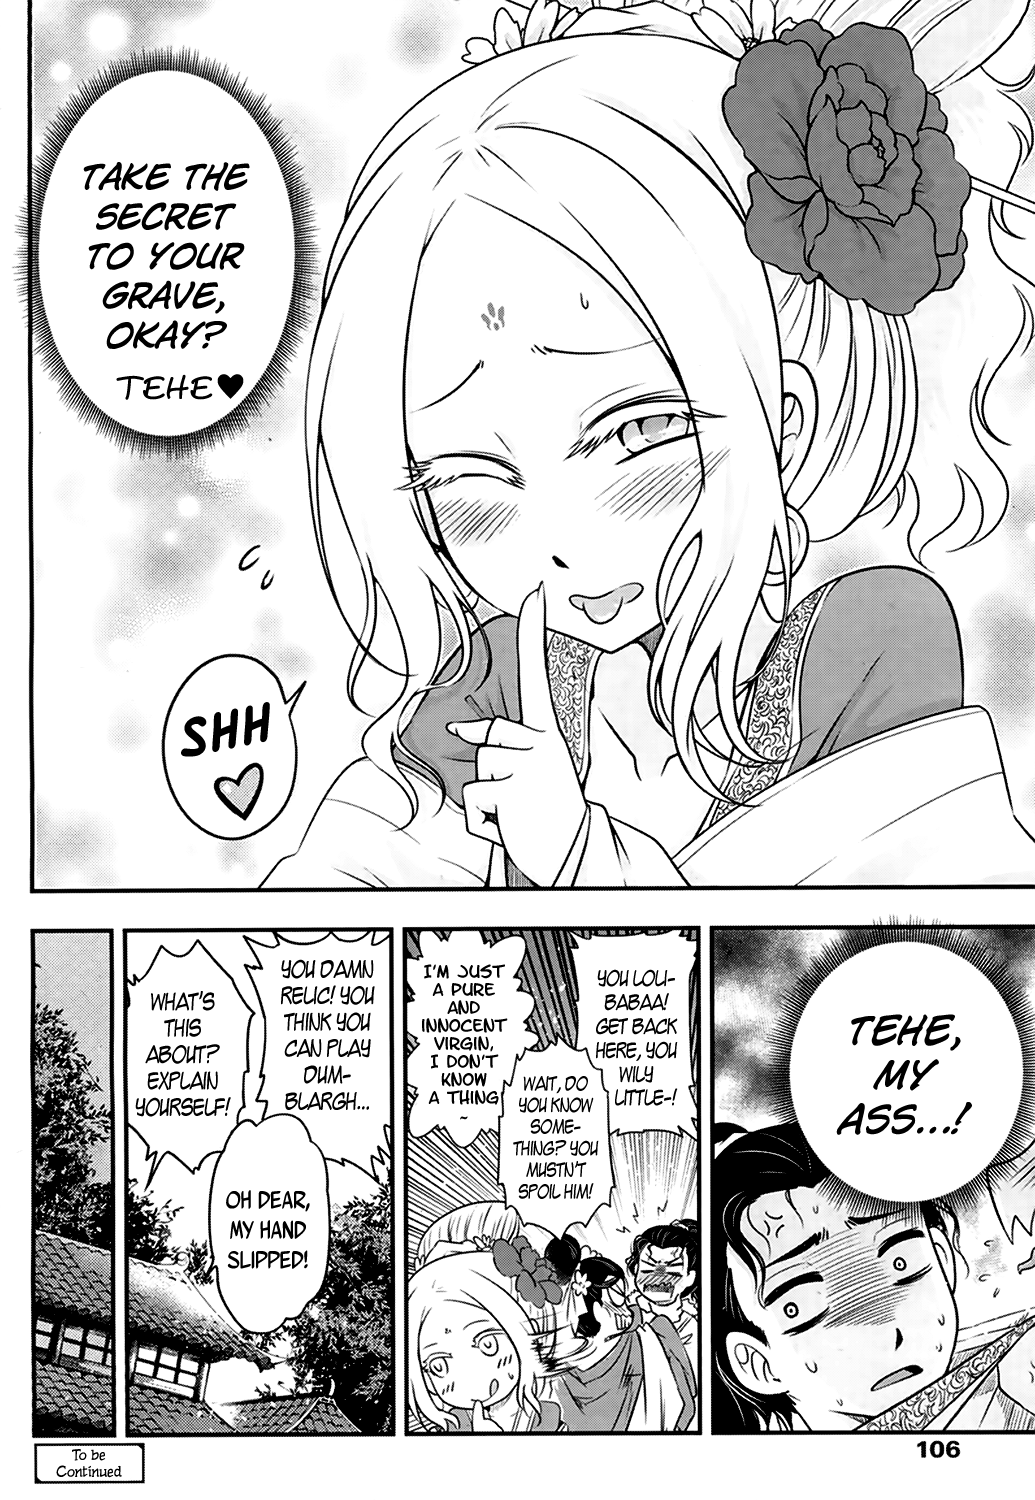 TAKE THE
SECRET
TO YOUR
GRAVE,
OKAY?
TEHE♥
SHH
♡
TEHE,
MY
ASS...!
YOU LOLI-
BABAA!
GET BACK
HERE, YOU
WILY
LITTLE-!
WAIT, DO
YOU KNOW
SOME-
THING? YOU
MUSTN'T
SPOIL HIM!
I'M JUST
A PURE
AND
INNOCENT
VIRGIN,
I DON'T
KNOW
A THING
~
YOU DAMN
RELIC! YOU
THINK YOU
CAN PLAY
DUM-
BLARGH...
OH DEAR,
MY HAND
SLIPPED!
WHAT'S
THIS
ABOUT?
EXPLAIN
YOURSELF!
To be
Continued
106